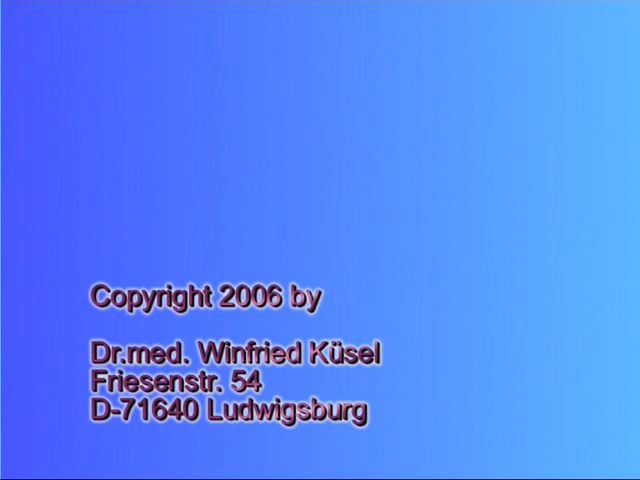 Copyright 2006 by
Dr.med. Winfried Küsel
Friesenstr. 54
D-71640 Ludwigsburg